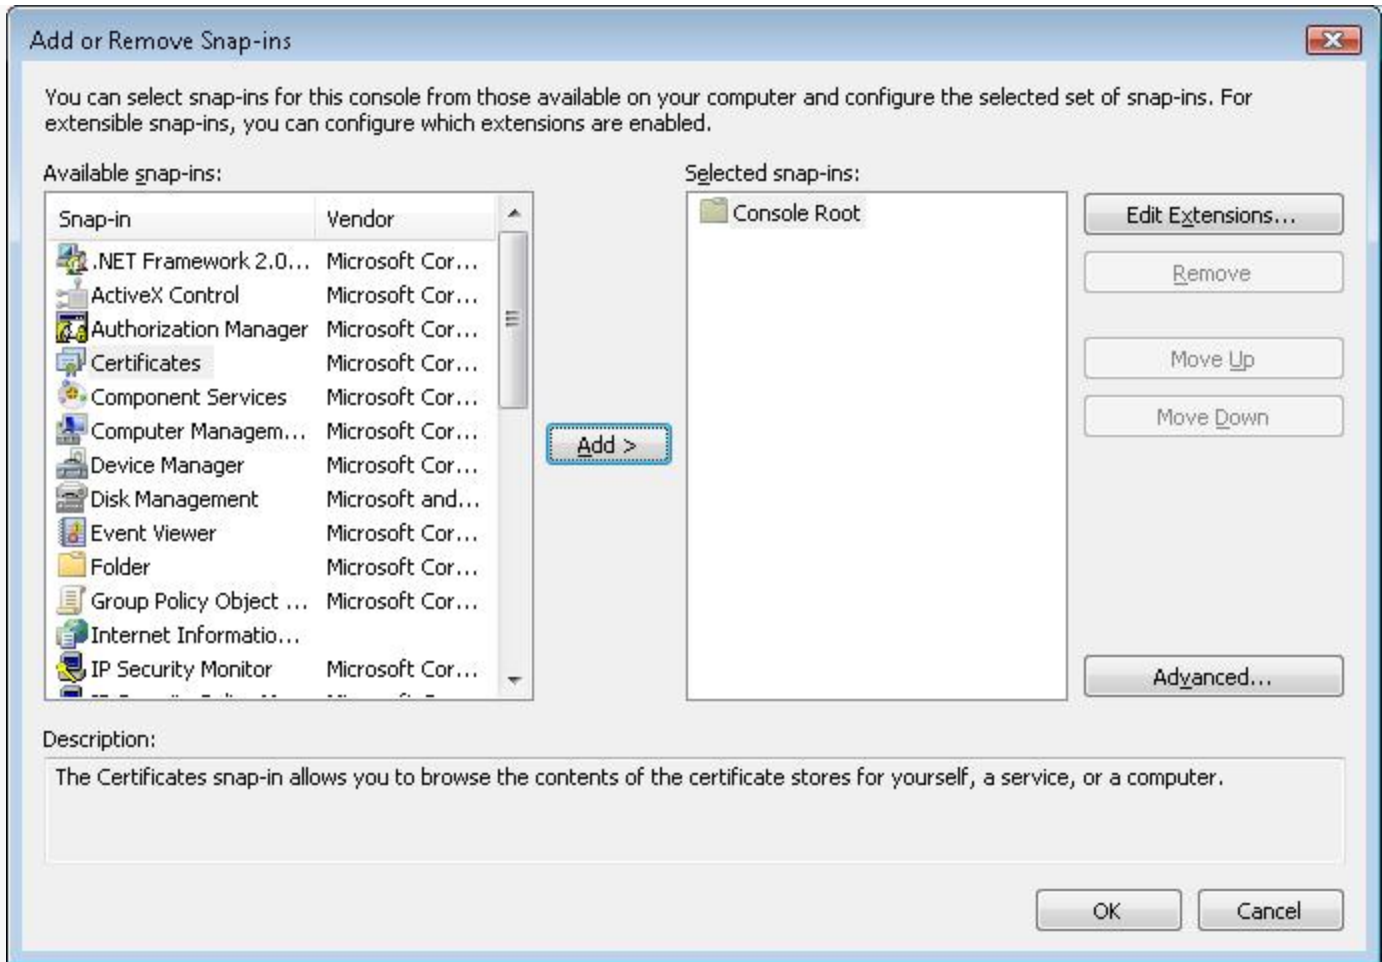 Add or Remove Snap-ins
You can select snap-ins for this console from those available on your computer and configure the selected set of snap-ins. For
extensible snap-ins, you can configure which extensions are enabled.
Available snap-ins:
Snap-in Vendor
.NET Framework 2.0... Microsoft Cor...
ActiveX Control Microsoft Cor...
Authorization Manager Microsoft Cor...
Certificates Microsoft Cor...
Component Services Microsoft Cor...
Computer Managem... Microsoft Cor...
Device Manager Microsoft Cor...
Disk Management Microsoft and...
Event Viewer Microsoft Cor...
Folder Microsoft Cor...
Group Policy Object ... Microsoft Cor...
Internet Informatio...
IP Security Monitor Microsoft Cor...
Add >
Selected snap-ins:
Console Root
Edit Extensions...
Remove
Move Up
Move Down
Advanced...
Description:
The Certificates snap-in allows you to browse the contents of the certificate stores for yourself, a service, or a computer.
OK Cancel